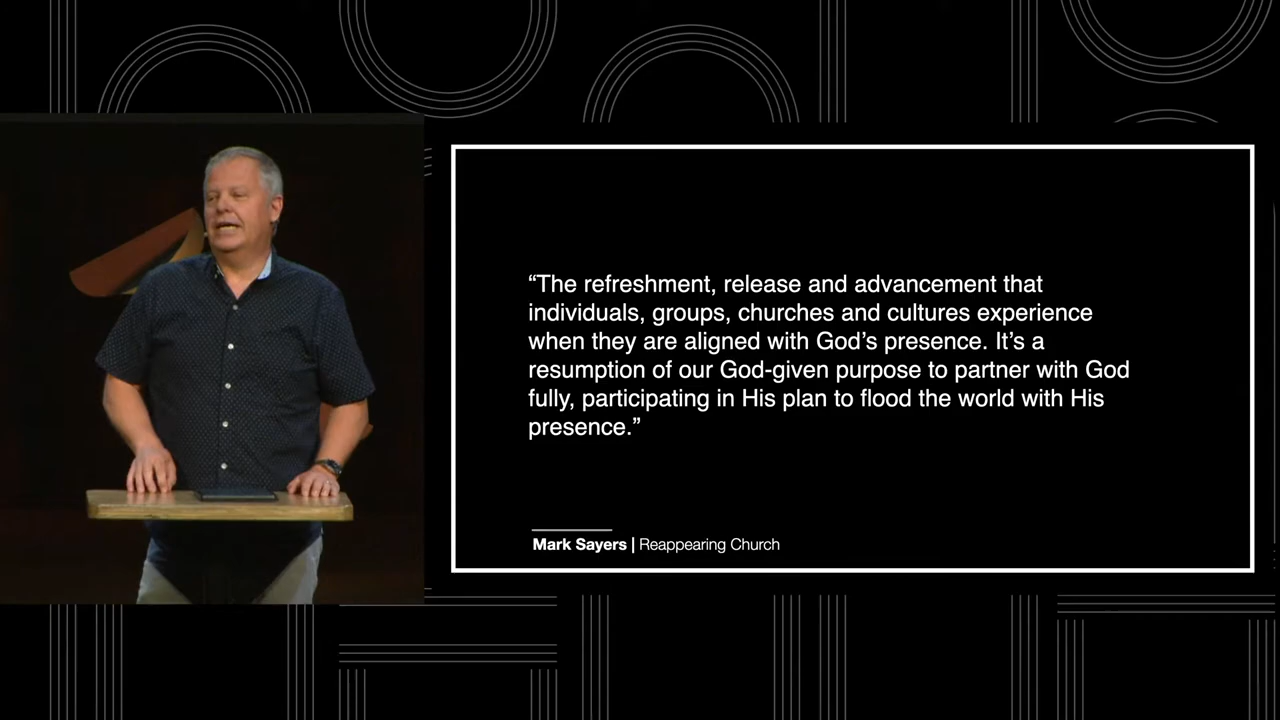 “The refreshment, release and advancement that
individuals, groups, churches and cultures experience
when they are aligned with God’s presence. It’s a
resumption of our God-given purpose to partner with God
fully, participating in His plan to flood the world with His
presence.”
Mark Sayers | Reappearing Church